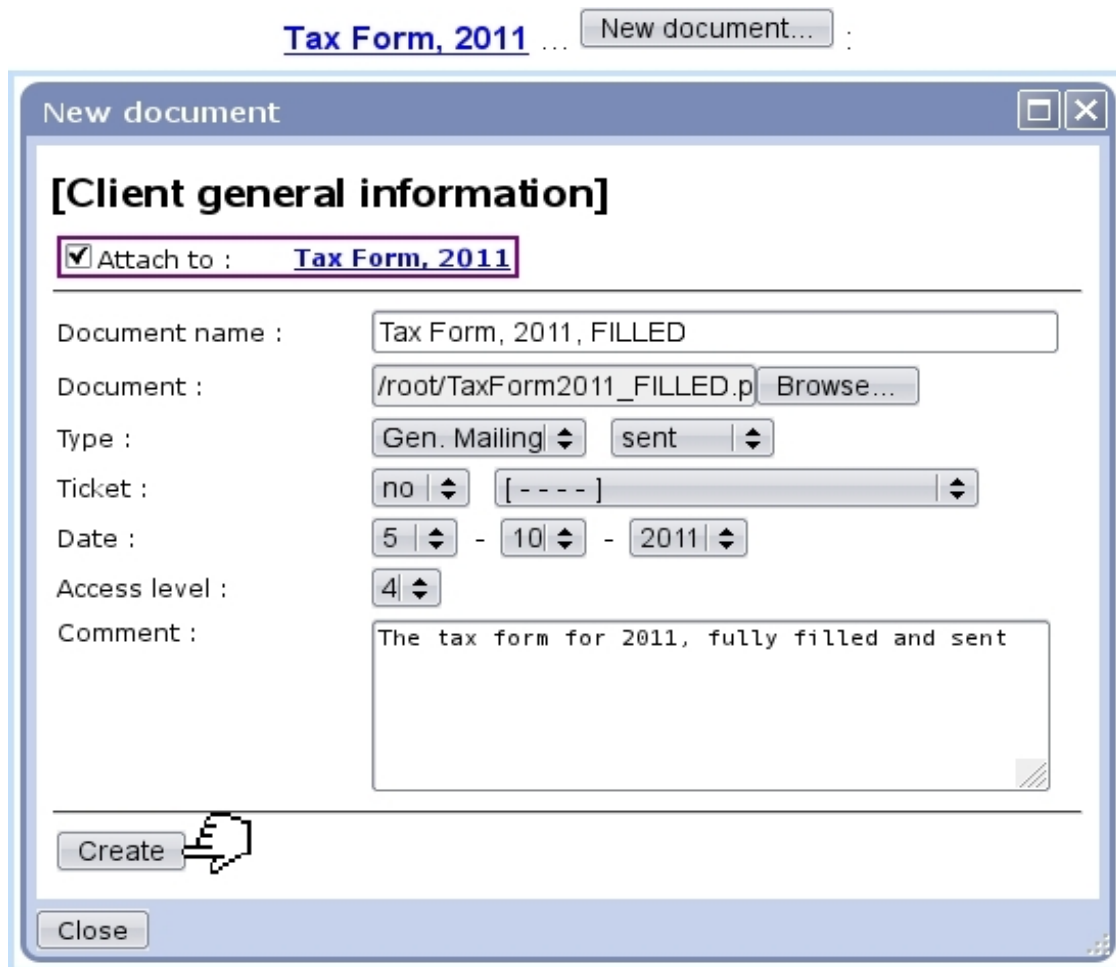 Tax Form, 2011 ... New document... :
New document
[Client general information]
Attach to : Tax Form, 2011
Document name : Tax Form, 2011, FILLED
Document : /root/TaxForm2011_FILLED.p Browse...
Type : Gen. Mailing sent
Ticket : no [ - - - - ]
Date : 5 - 10 - 2011
Access level : 4
Comment : The tax form for 2011, fully filled and sent
Create
Close